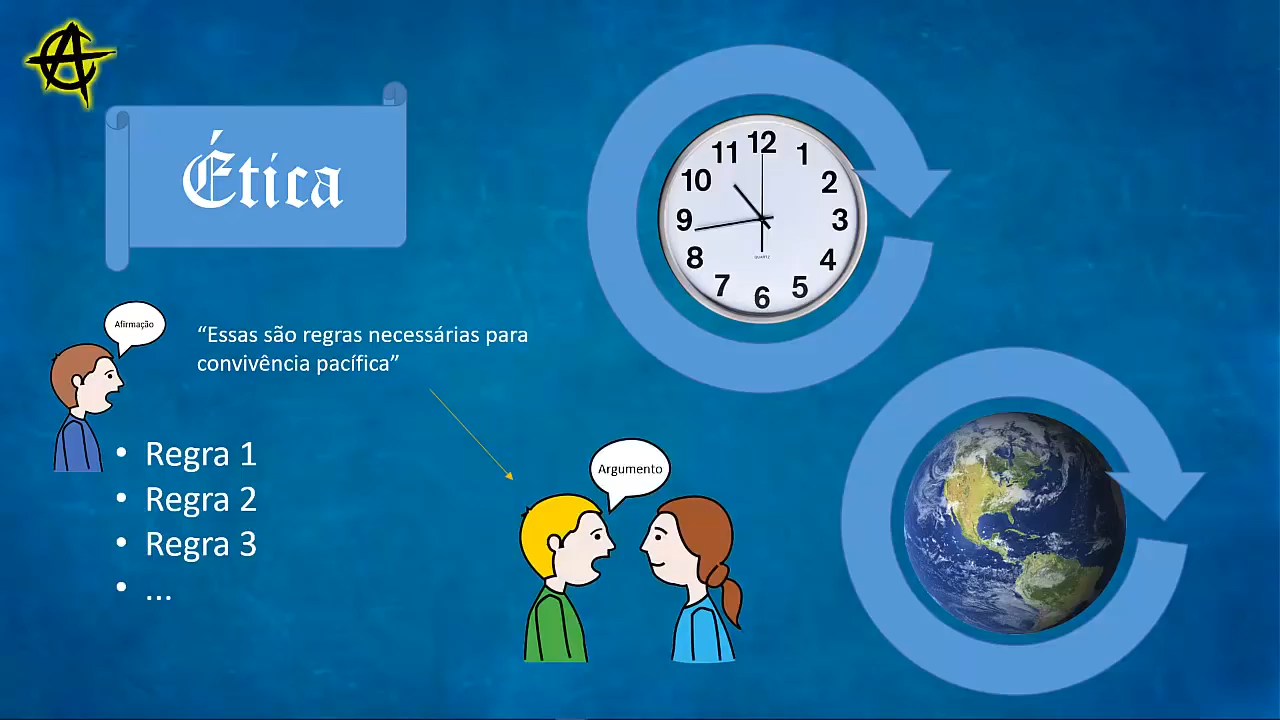 Ética
Afirmação
“Essas são regras necessárias para
convivência pacífica”
• Regra 1
• Regra 2
• Regra 3
• ...
Argumento
12
11
1
10
2
9
3
8
4
7
5
6
QUARTZ